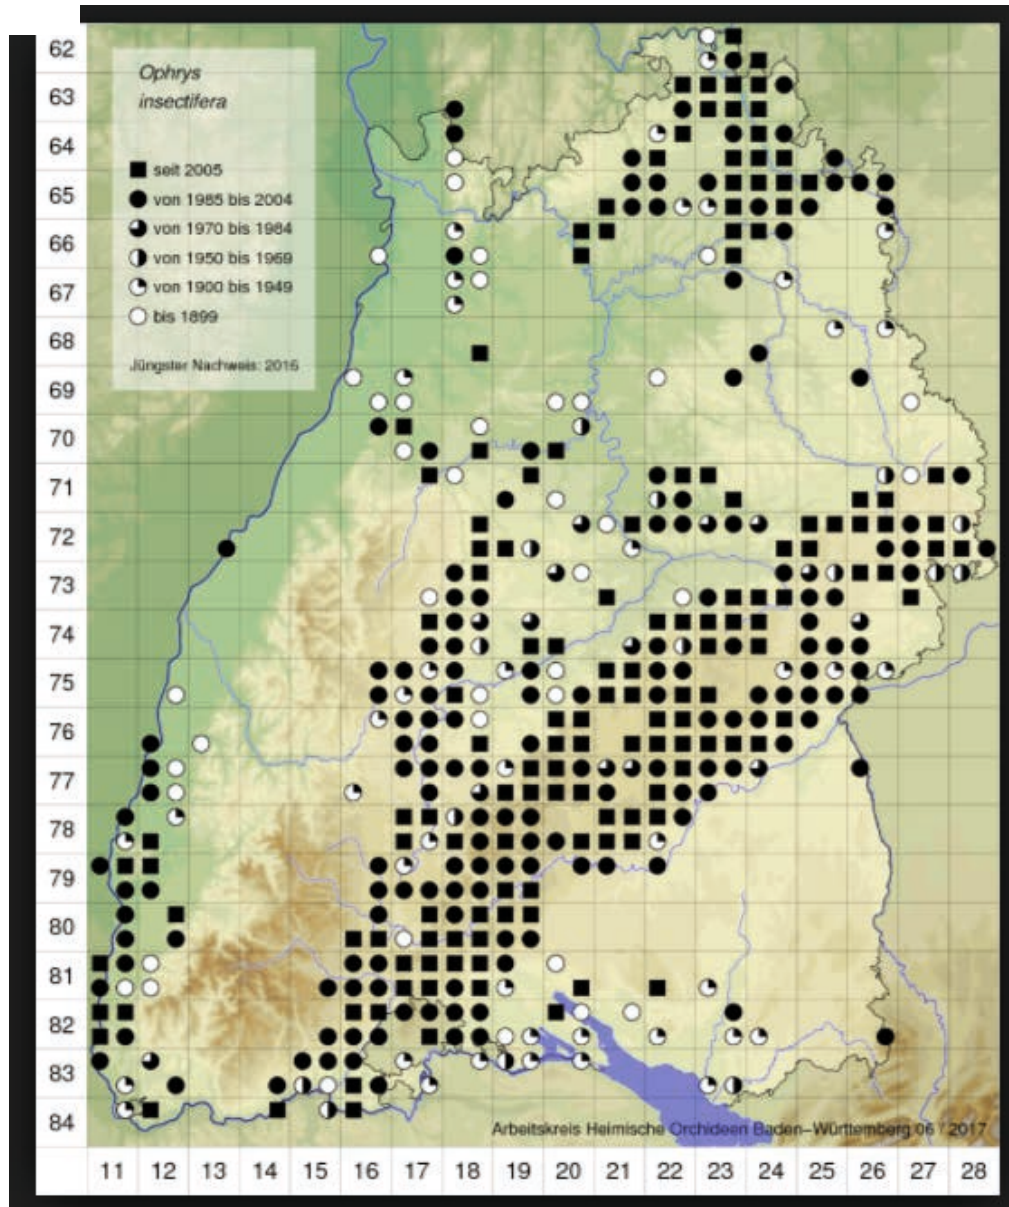 Ophrys
insectifera
seit 2005
von 1985 bis 2004
von 1970 bis 1984
von 1950 bis 1969
von 1900 bis 1949
bis 1899
Jüngster Nachweis: 2016
62
63
64
65
66
67
68
69
70
71
72
73
74
75
76
77
78
79
80
81
82
83
84
Arbeitskreis Heimische Orchideen Baden-Württemberg 06 / 2017
11 12 13 14 15 16 17 18 19 20 21 22 23 24 25 26 27 28